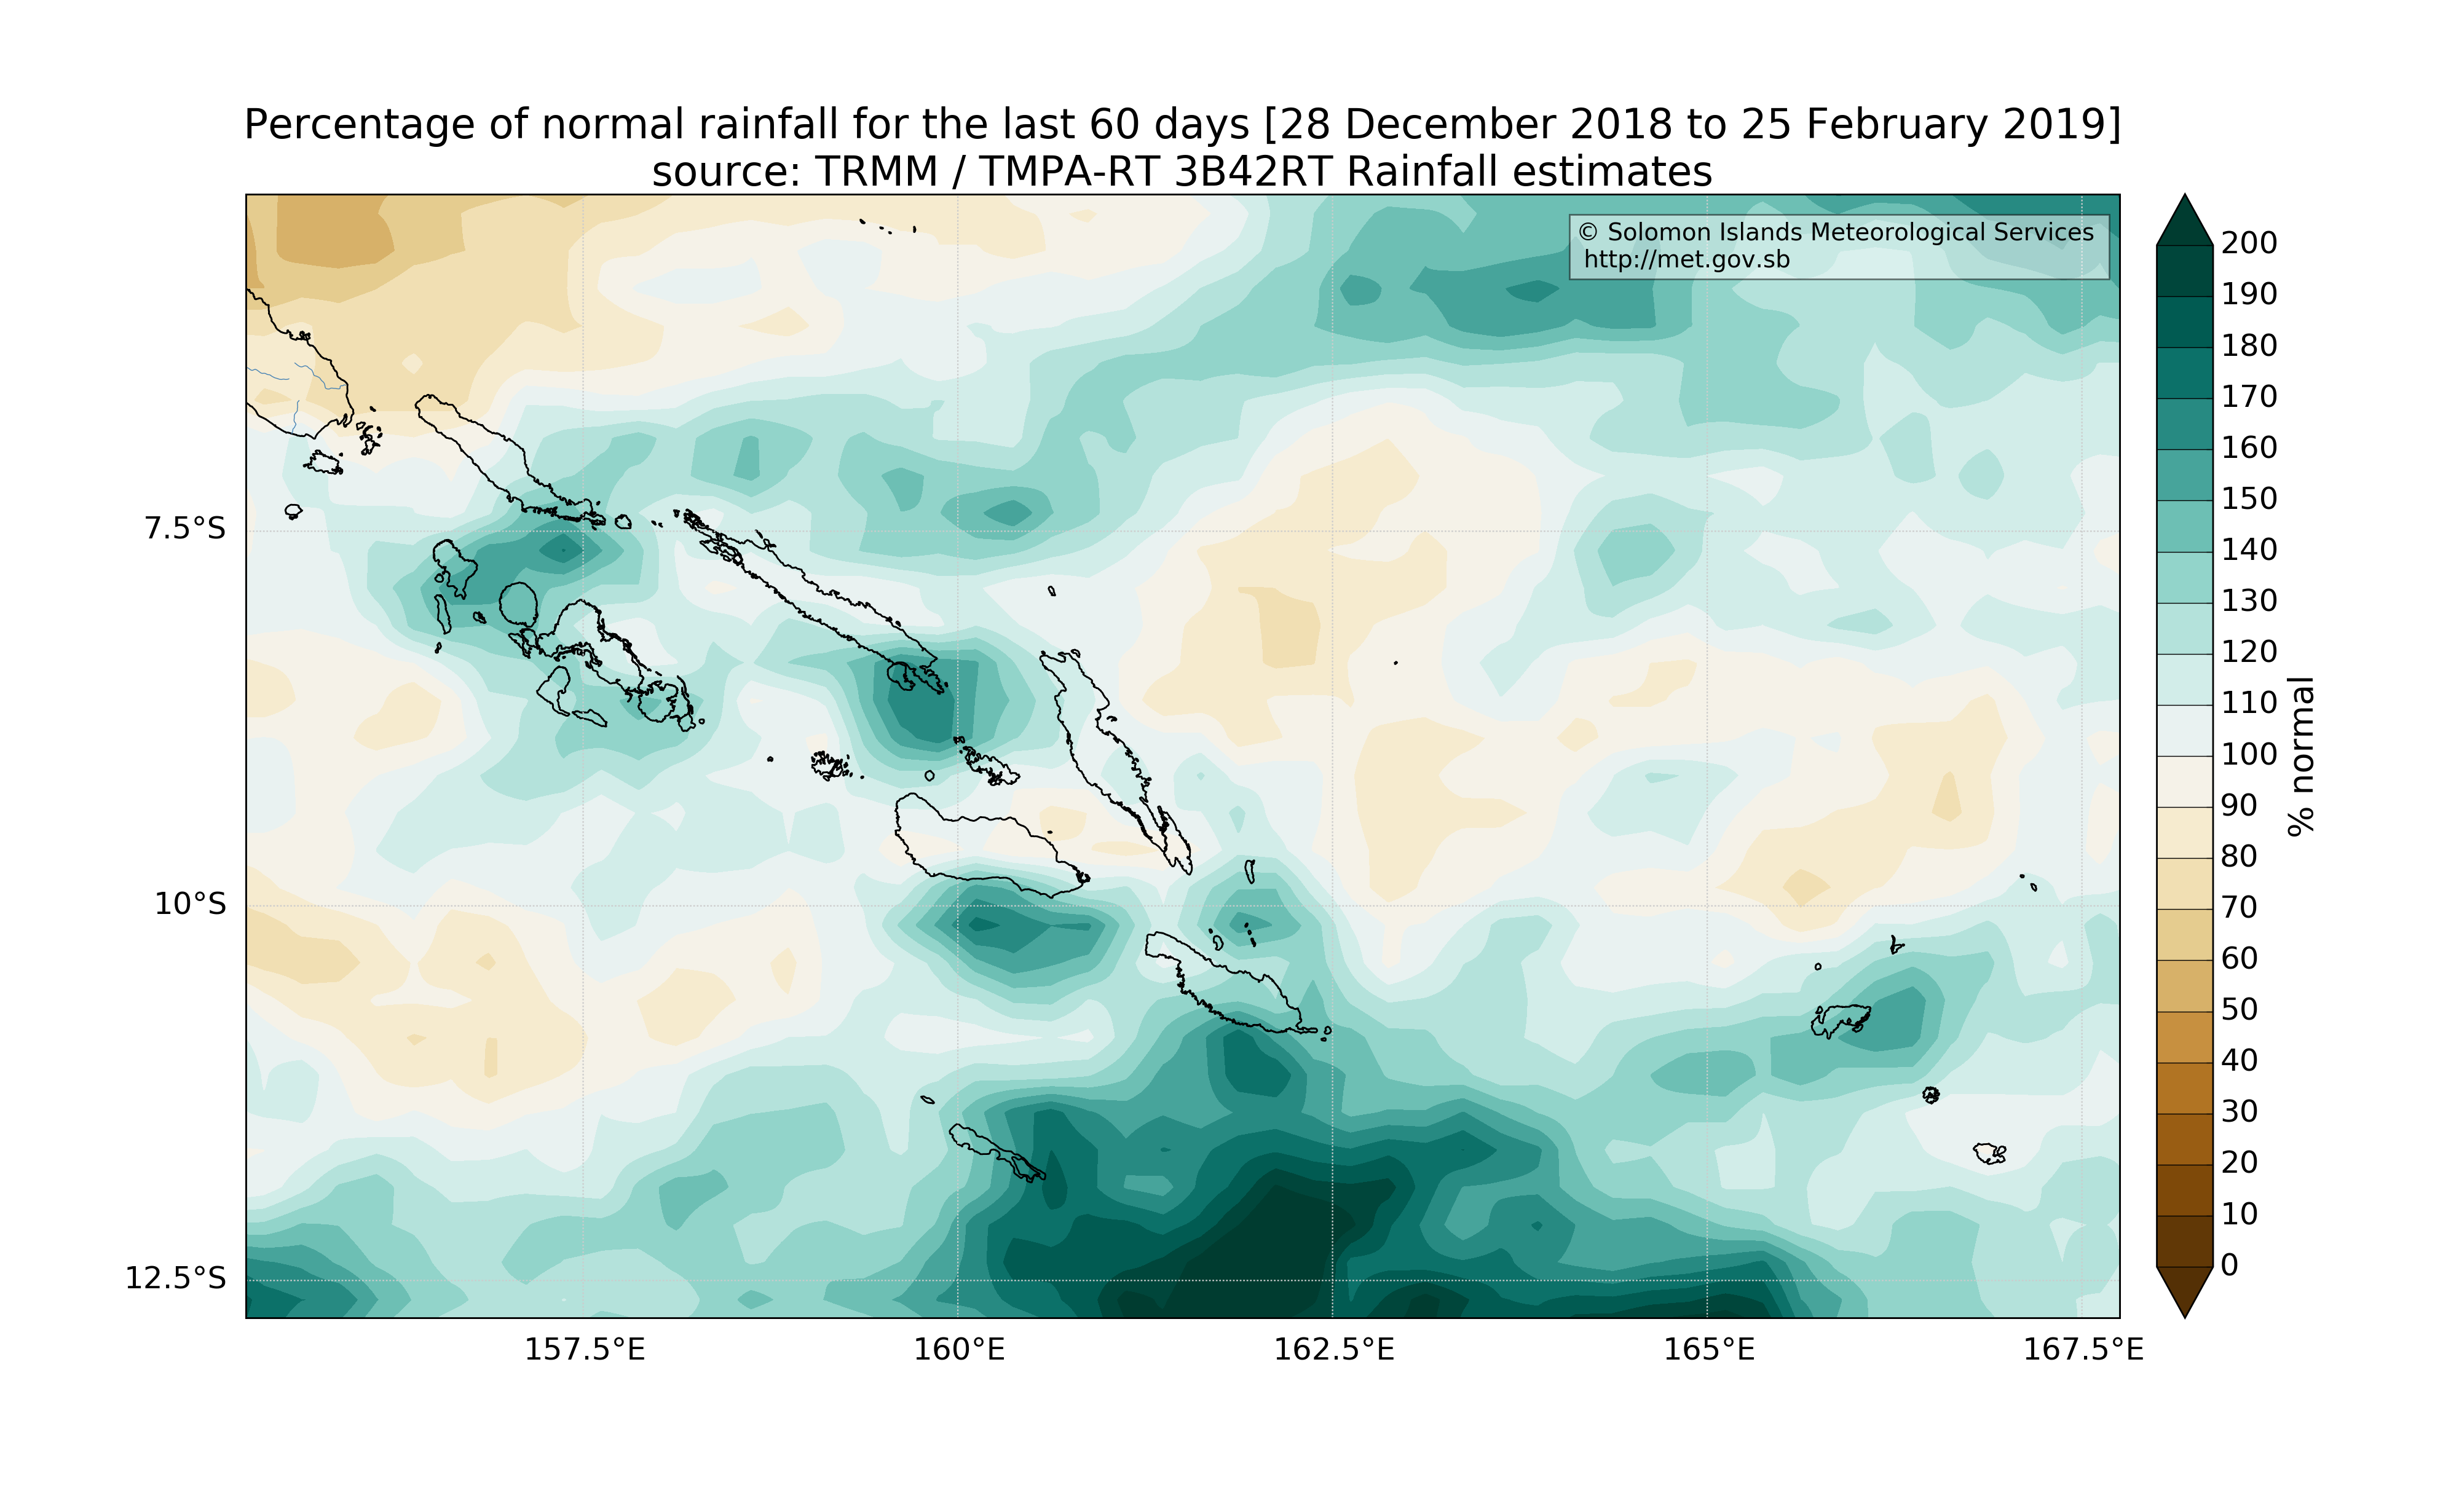 Percentage of normal rainfall for the last 60 days [28 December 2018 to 25 February 2019]
source: TRMM / TMPA-RT 3B42RT Rainfall estimates
© Solomon Islands Meteorological Services
http://met.gov.sb
7.5°S
10°S
12.5°S
157.5°E
160°E
162.5°E
165°E
167.5°E
200
190
180
170
160
150
140
130
120
110
100
90
80
70
60
50
40
30
20
10
0
% normal